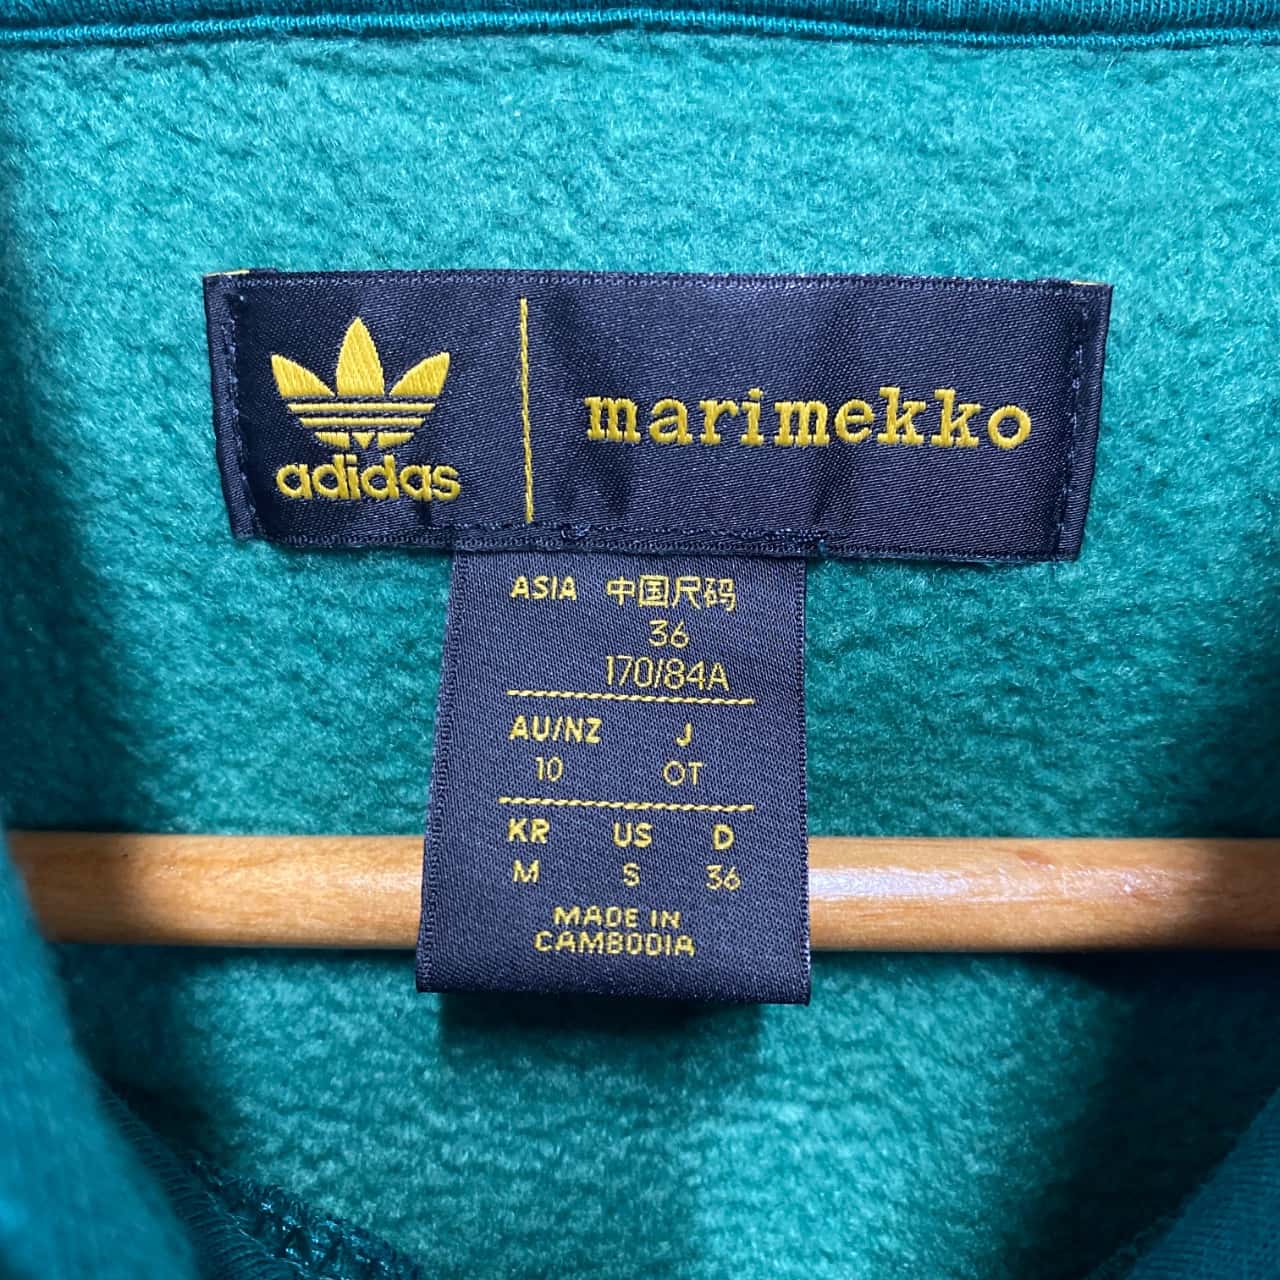 adidas
marimekko
ASIA 中国尺码
36
170/84A
AU/NZ J
10 OT
KR US D
M S 36
MADE IN
CAMBODIA